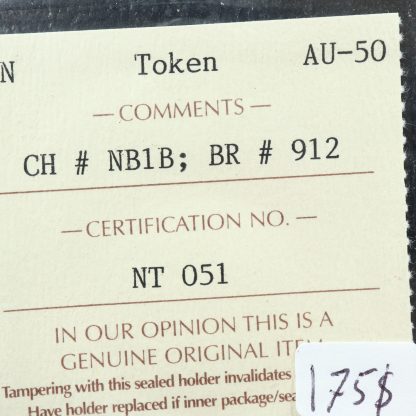 N Token AU-50
— COMMENTS —
CH # NB1B; BR # 912
— CERTIFICATION NO. —
NT 051
IN OUR OPINION THIS IS A
GENUINE ORIGINAL
Tampering with this sealed holder invalidates
Have holder replaced if inner package/sea
175$